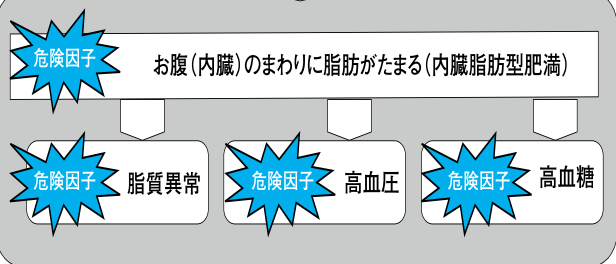 危険因子
お腹（内臓）のまわりに脂肪がたまる（内臓脂肪型肥満）
危険因子
脂質異常
危険因子
高血圧
危険因子
高血糖